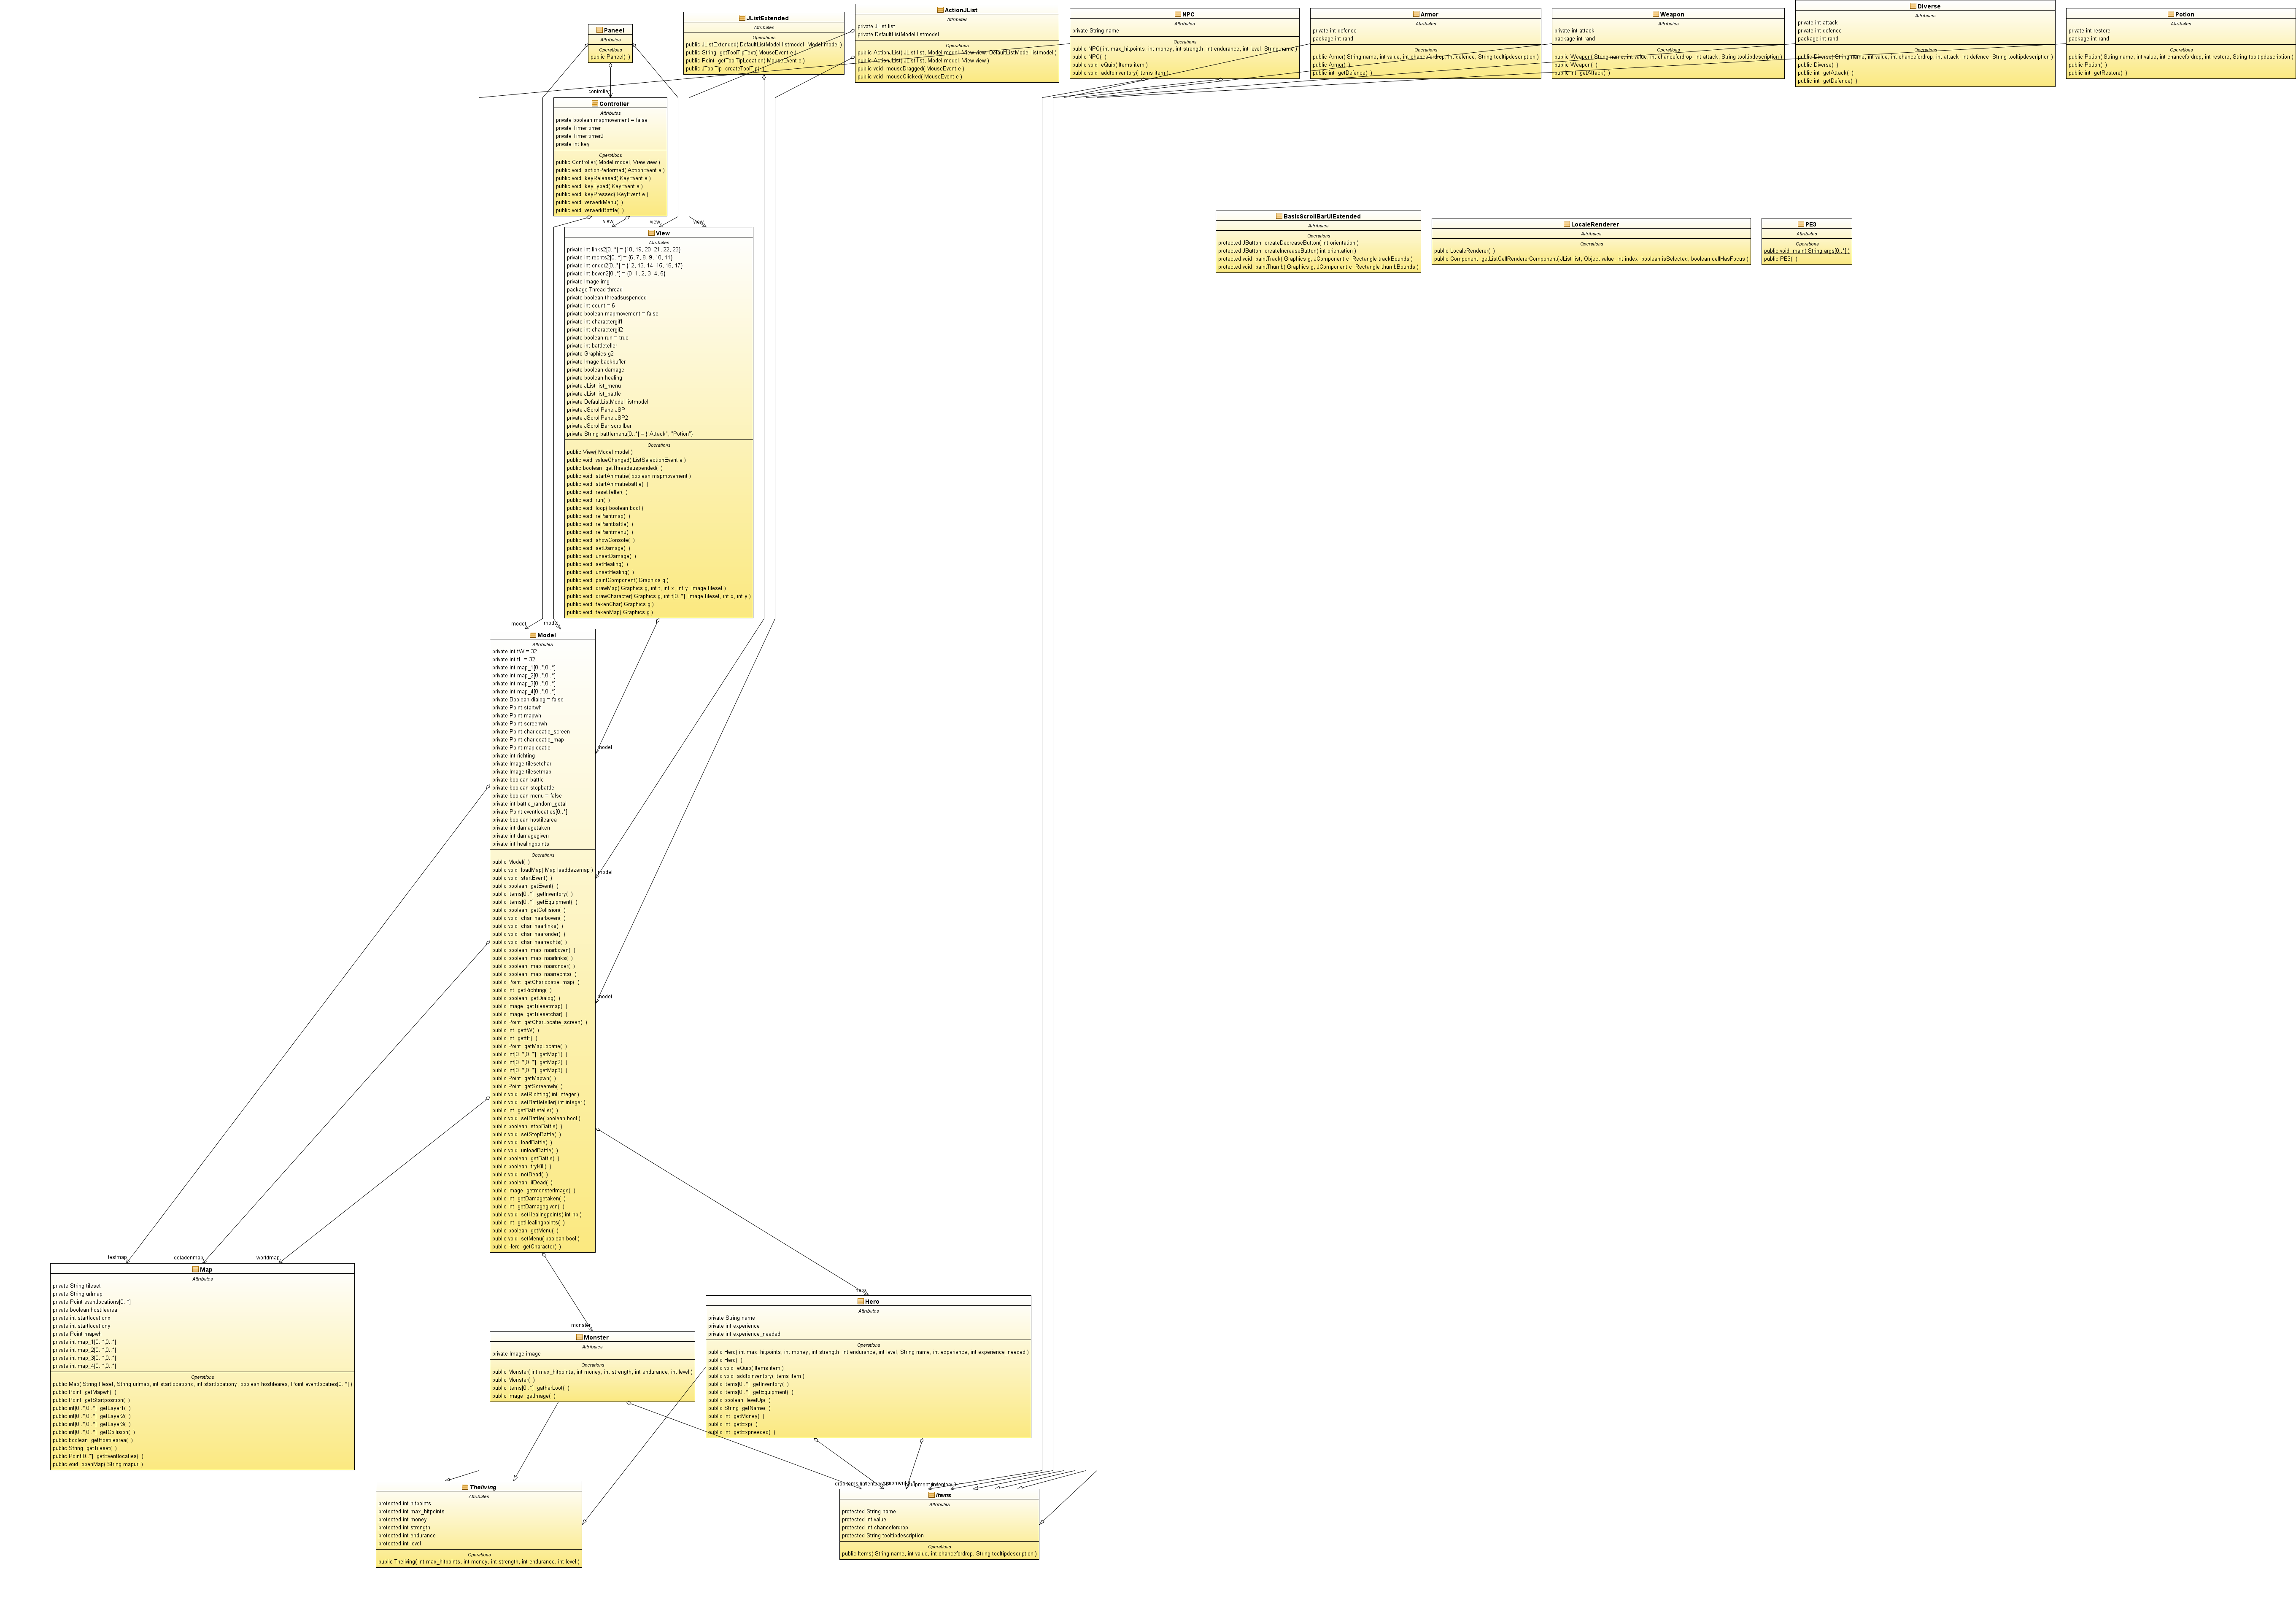 Paneel
Attributes
Operations
public Paneel( )
JListExtended
Attributes
Operations
public JListExtended( DefaultListModel listmodel, Model model )
public String getToolTipText( MouseEvent e )
public Point getToolTipLocation( MouseEvent e )
public JToolTip createToolTip( )
ActionJList
Attributes
private JList list
private DefaultListModel listmodel
Operations
public ActionJList( JList list, Model model, View view, DefaultListModel listmodel )
public ActionJList( JList list, Model model, View view )
public void mouseDragged( MouseEvent e )
public void mouseClicked( MouseEvent e )
NPC
Attributes
private String name
Operations
public NPC( int max_hitpoints, int money, int strength, int endurance, int level, String name )
public NPC( )
public void eQuip( Items item )
public void addtoInventory( Items item )
Armor
Attributes
private int defence
package int rand
Operations
public Armor( String name, int value, int chancefordrop, int defence, String tooltipdescription )
public Armor( )
public int getDefence( )
Weapon
Attributes
private int attack
package int rand
Operations
public Weapon( String name, int value, int chancefordrop, int attack, String tooltipdescription )
public Weapon( )
public int getAttack( )
Diverse
Attributes
private int attack
private int defence
package int rand
Operations
public Diverse( String name, int value, int chancefordrop, int attack, int defence, String tooltipdescription )
public Diverse( )
public int getAttack( )
public int getDefence( )
Potion
Attributes
private int restore
package int rand
Operations
public Potion( String name, int value, int chancefordrop, int restore, String tooltipdescription )
public Potion( )
public int getRestore( )
controller
Controller
Attributes
private boolean mapmovement = false
private Timer timer
private Timer timer2
private int key
Operations
public Controller( Model model, View view )
public void actionPerformed( ActionEvent e )
public void keyReleased( KeyEvent e )
public void keyTyped( KeyEvent e )
public void keyPressed( KeyEvent e )
public void verwerkMenu( )
public void verwerkBattle( )
BasicScrollBarUIExtended
Attributes
Operations
protected JButton createDecreaseButton( int orientation )
protected JButton createIncreaseButton( int orientation )
protected void paintTrack( Graphics g, JComponent c, Rectangle trackBounds )
protected void paintThumb( Graphics g, JComponent c, Rectangle thumbBounds )
LocaleRenderer
Attributes
Operations
public LocaleRenderer( )
public Component getListCellRendererComponent( JList list, Object value, int index, boolean isSelected, boolean cellHasFocus )
PE3
Attributes
Operations
public void main( String args[0..*] )
public PE3( )
view
view
view
View
Attributes
private int links2[0..*] = {18, 19, 20, 21, 22, 23}
private int rechts2[0..*] = {6, 7, 8, 9, 10, 11}
private int onder2[0..*] = {12, 13, 14, 15, 16, 17}
private int boven2[0..*] = {0, 1, 2, 3, 4, 5}
private Image img
package Thread thread
private boolean threadsuspended
private int count = 6
private boolean mapmovement = false
private int charactergif1
private int charactergif2
private boolean run = true
private int battleteller
private Graphics g2
private Image backbuffer
private boolean damage
private boolean healing
private JList list_menu
private JList list_battle
private DefaultListModel listmodel
private JScrollPane JSP
private JScrollPane JSP2
private JScrollBar scrollbar
private String battlemenu[0..*] = {"Attack", "Potion"}
Operations
public View( Model model )
public void valueChanged( ListSelectionEvent e )
public boolean getThreadsuspended( )
public void startAnimatie( boolean mapmovement )
public void startAnimatiebattle( )
public void resetTeller( )
public void run( )
public void loop( boolean bool )
public void rePaintmap( )
public void rePaintbattle( )
public void rePaintmenu( )
public void showConsole( )
public void setDamage( )
public void unsetDamage( )
public void setHealing( )
public void unsetHealing( )
public void paintComponent( Graphics g )
public void drawMap( Graphics g, int t, int x, int y, Image tileset )
public void drawCharacter( Graphics g, int t[0..*], Image tileset, int x, int y )
public void tekenChar( Graphics g )
public void tekenMap( Graphics g )
model
model
Model
Attributes
private int tW = 32
private int tH = 32
private int map_1[0..*,0..*]
private int map_2[0..*,0..*]
private int map_3[0..*,0..*]
private int map_4[0..*,0..*]
private Boolean dialog = false
private Point startwh
private Point mapwh
private Point screenwh
private Point charlocatie_screen
private Point charlocatie_map
private Point maplocatie
private int richting
private Image tilesetchar
private Image tilesetmap
private boolean battle
private boolean stopbattle
private boolean menu = false
private int battle_random_getal
private Point eventlocaties[0..*]
private boolean hostilearea
private int damagetaken
private int damagegiven
private int healingpoints
Operations
public Model( )
public void loadMap( Map laaddezemap )
public void startEvent( )
public boolean getEvent( )
public Items[0..*] getInventory( )
public Items[0..*] getEquipment( )
public boolean getCollision( )
public void char_naarboven( )
public void char_naarlinks( )
public void char_naaronder( )
public void char_naarrechts( )
public boolean map_naarboven( )
public boolean map_naarlinks( )
public boolean map_naaronder( )
public boolean map_naarrechts( )
public Point getCharlocatie_map( )
public int getRichting( )
public boolean getDialog( )
public Image getTilesetmap( )
public Image getTilesetchar( )
public Point getCharLocatie_screen( )
public int gettW( )
public int gettH( )
public Point getMapLocatie( )
public int[0..*,0..*] getMap1( )
public int[0..*,0..*] getMap2( )
public int[0..*,0..*] getMap3( )
public Point getMapwh( )
public Point getScreenwh( )
public void setRichting( int integer )
public void setBattleteller( int integer )
public int getBattleteller( )
public void setBattle( boolean bool )
public boolean stopBattle( )
public void setStopBattle( )
public void loadBattle( )
public void unloadBattle( )
public boolean getBattle( )
public boolean tryKill( )
public void notDead( )
public boolean ifDead( )
public Image getmonsterImage( )
public int getDamagetaken( )
public int getDamagegiven( )
public void setHealingpoints( int hp )
public int getHealingpoints( )
public boolean getMenu( )
public void setMenu( boolean bool )
public Hero getCharacter( )
model
model
model
testmap
geladenmap
worldmap
Map
Attributes
private String tileset
private String urlmap
private Point eventlocations[0..*]
private boolean hostilearea
private int startlocationx
private int startlocationy
private Point mapwh
private int map_1[0..*,0..*]
private int map_2[0..*,0..*]
private int map_3[0..*,0..*]
private int map_4[0..*,0..*]
Operations
public Map( String tileset, String urlmap, int startlocationx, int startlocationy, boolean hostilearea, Point eventlocaties[0..*] )
public Point getMapwh( )
public Point getStartposition( )
public int[0..*,0..*] getLayer1( )
public int[0..*,0..*] getLayer2( )
public int[0..*,0..*] getLayer3( )
public int[0..*,0..*] getCollision( )
public boolean getHostilearea( )
public String getTileset( )
public Point[0..*] getEventlocaties( )
public void openMap( String mapurl )
monster
Monster
Attributes
private Image image
Operations
public Monster( int max_hitpoints, int money, int strength, int endurance, int level )
public Monster( )
public Items[0..*] gatherLoot( )
public Image getImage( )
hero
Hero
Attributes
private String name
private int experience
private int experience_needed
Operations
public Hero( int max_hitpoints, int money, int strength, int endurance, int level, String name, int experience, int experience_needed )
public Hero( )
public void eQuip( Items item )
public void addtoInventory( Items item )
public Items[0..*] getInventory( )
public Items[0..*] getEquipment( )
public boolean levelUp( )
public String getName( )
public int getMoney( )
public int getExp( )
public int getExpneeded( )
Theliving
Attributes
protected int hitpoints
protected int max_hitpoints
protected int money
protected int strength
protected int endurance
protected int level
Operations
public Theliving( int max_hitpoints, int money, int strength, int endurance, int level )
Items
Attributes
protected String name
protected int value
protected int chancefordrop
protected String tooltipdescription
Operations
public Items( String name, int value, int chancefordrop, String tooltipdescription )